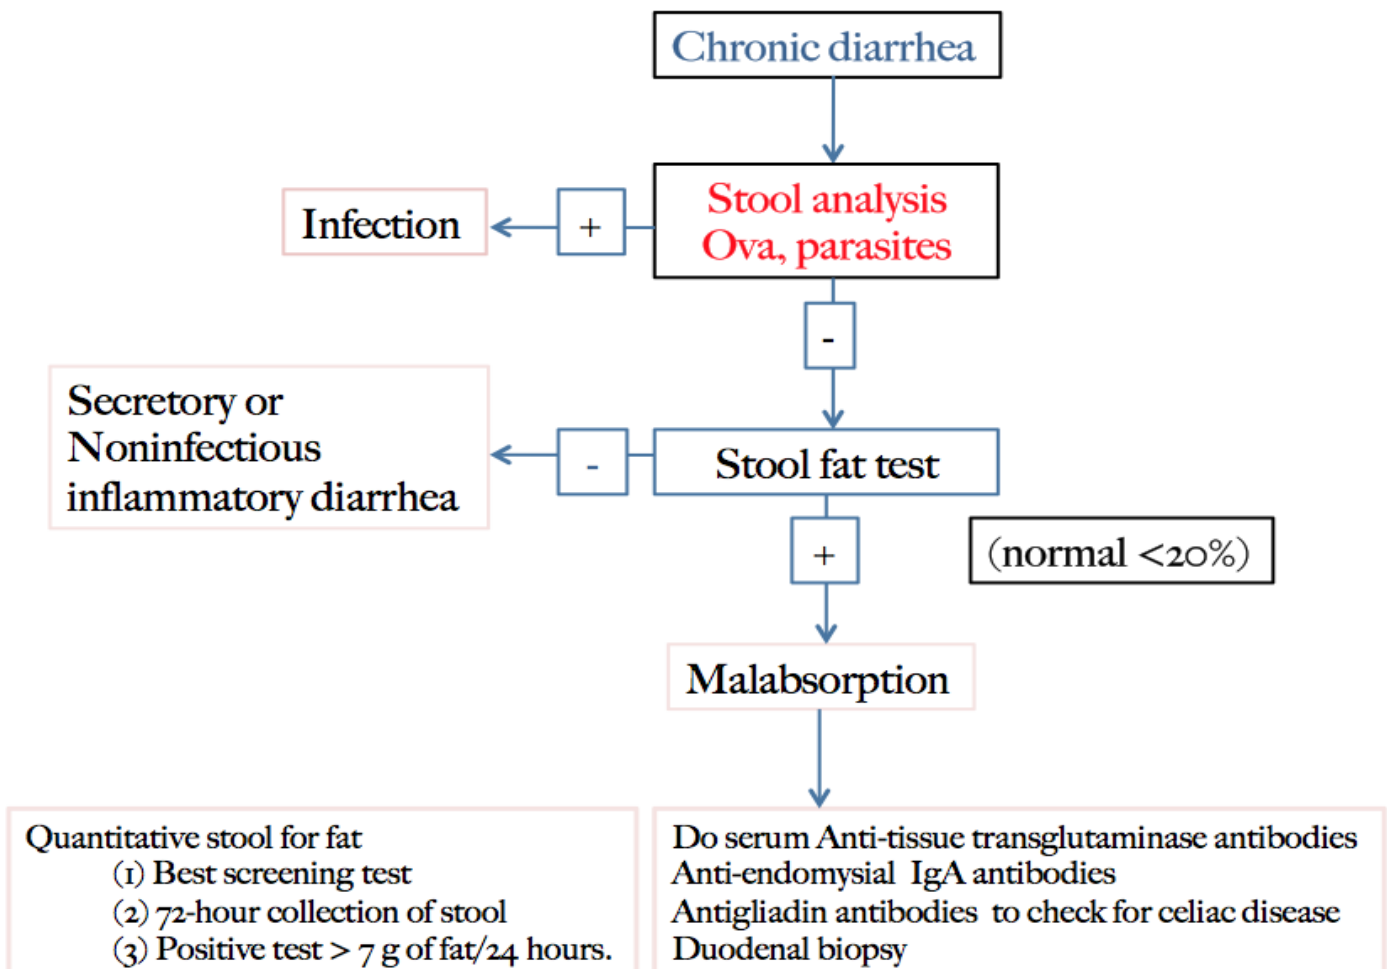 Chronic diarrhea
Stool analysis
Ova, parasites
+
Infection
-
Stool fat test
-
Secretory or
Noninfectious
inflammatory diarrhea
+
(normal <20%)
Malabsorption
Quantitative stool for fat
(1) Best screening test
(2) 72-hour collection of stool
(3) Positive test > 7 g of fat/24 hours.
Do serum Anti-tissue transglutaminase antibodies
Anti-endomysial IgA antibodies
Antigliadin antibodies to check for celiac disease
Duodenal biopsy